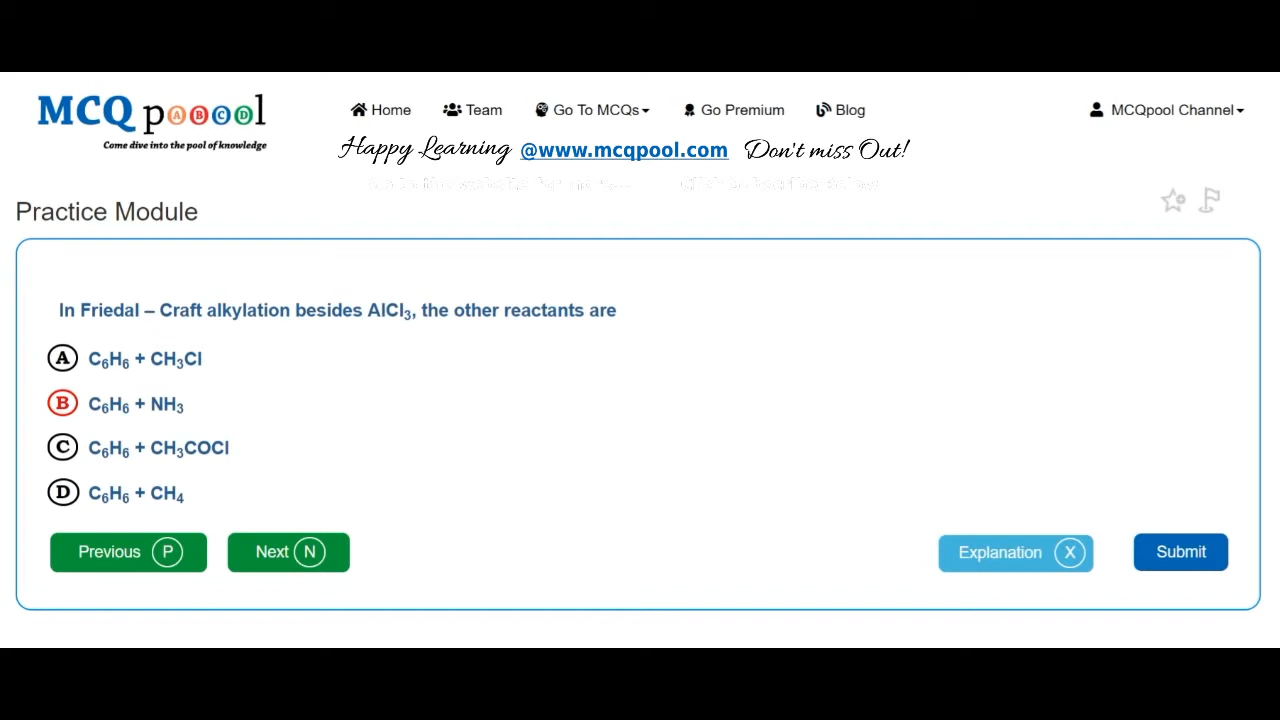 MCQ pABCDl
Come dive into the pool of knowledge
Home Team Go To MCQs Go Premium Blog MCQpool Channel
Happy Learning @www.mcqpool.com Don't miss Out!
Practice Module
In Friedal – Craft alkylation besides AlCl₃, the other reactants are
A C₆H₆ + CH₃Cl
B C₆H₆ + NH₃
C C₆H₆ + CH₃COCl
D C₆H₆ + CH₄
Previous P Next N Explanation X Submit